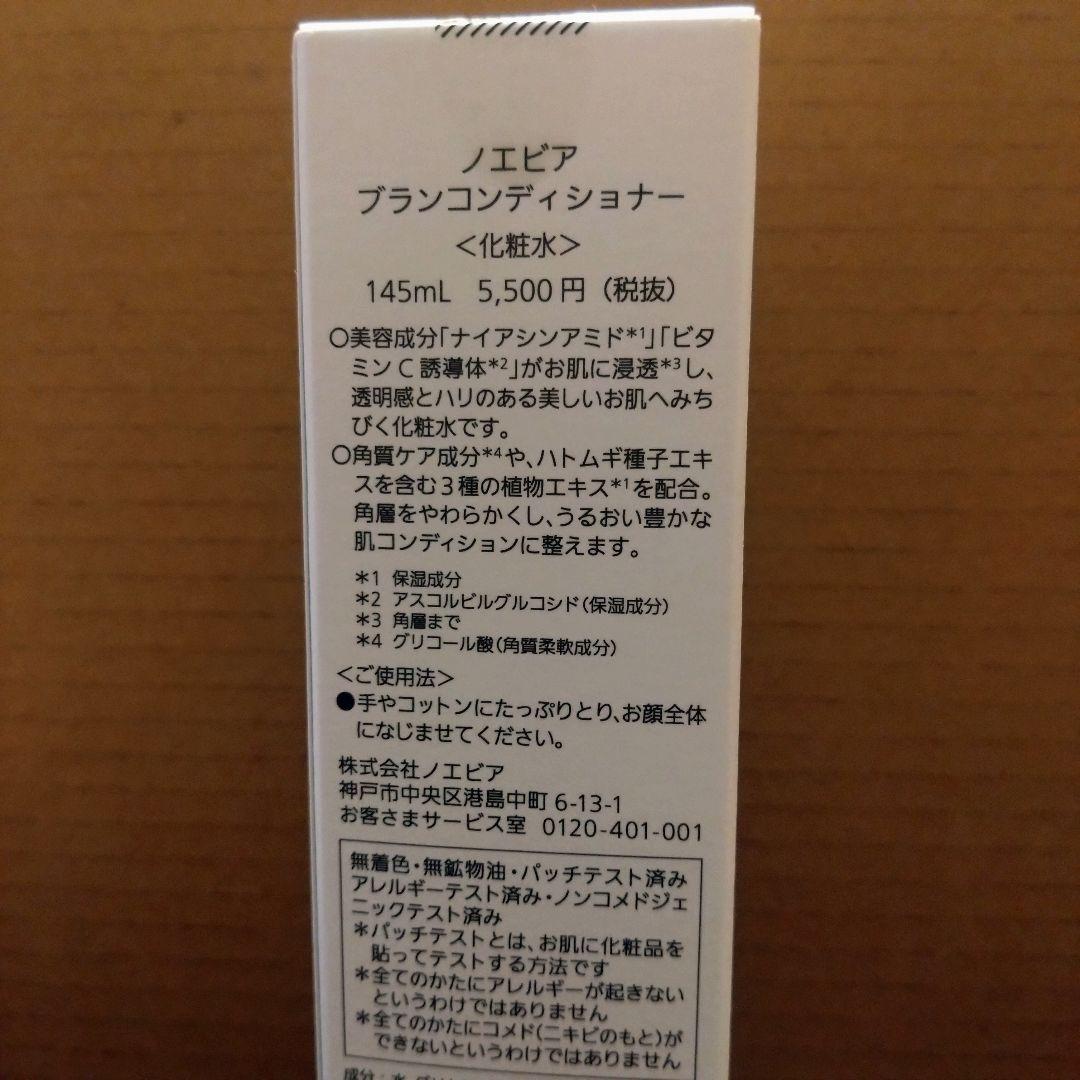 ノエビア
ブランコンディショナー
＜化粧水＞
145mL 5,500円（税抜）
○美容成分｢ナイアシンアミド＊1｣｢ビタ
ミンC誘導体＊2｣がお肌に浸透＊3し、
透明感とハリのある美しいお肌へみち
びく化粧水です。
○角質ケア成分＊4や、ハトムギ種子エキ
スを含む3種の植物エキス＊1を配合。
角層をやわらかくし、うるおい豊かな
肌コンディションに整えます。
＊1 保湿成分
＊2 アスコルビルグルコシド（保湿成分）
＊3 角層まで
＊4 グリコール酸（角質柔軟成分）
＜ご使用法＞
●手やコットンにたっぷりとり、お顔全体
になじませてください。
株式会社ノエビア
神戸市中央区港島中町 6-13-1
お客さまサービス室 0120-401-001
無着色・無鉱物油・パッチテスト済み
アレルギーテスト済み・ノンコメドジェ
ニックテスト済み
＊パッチテストとは、お肌に化粧品を
貼ってテストする方法です
＊全てのかたにアレルギーが起きない
というわけではありません
＊全てのかたにコメド（ニキビのもと）が
できないというわけではありません
成分：水